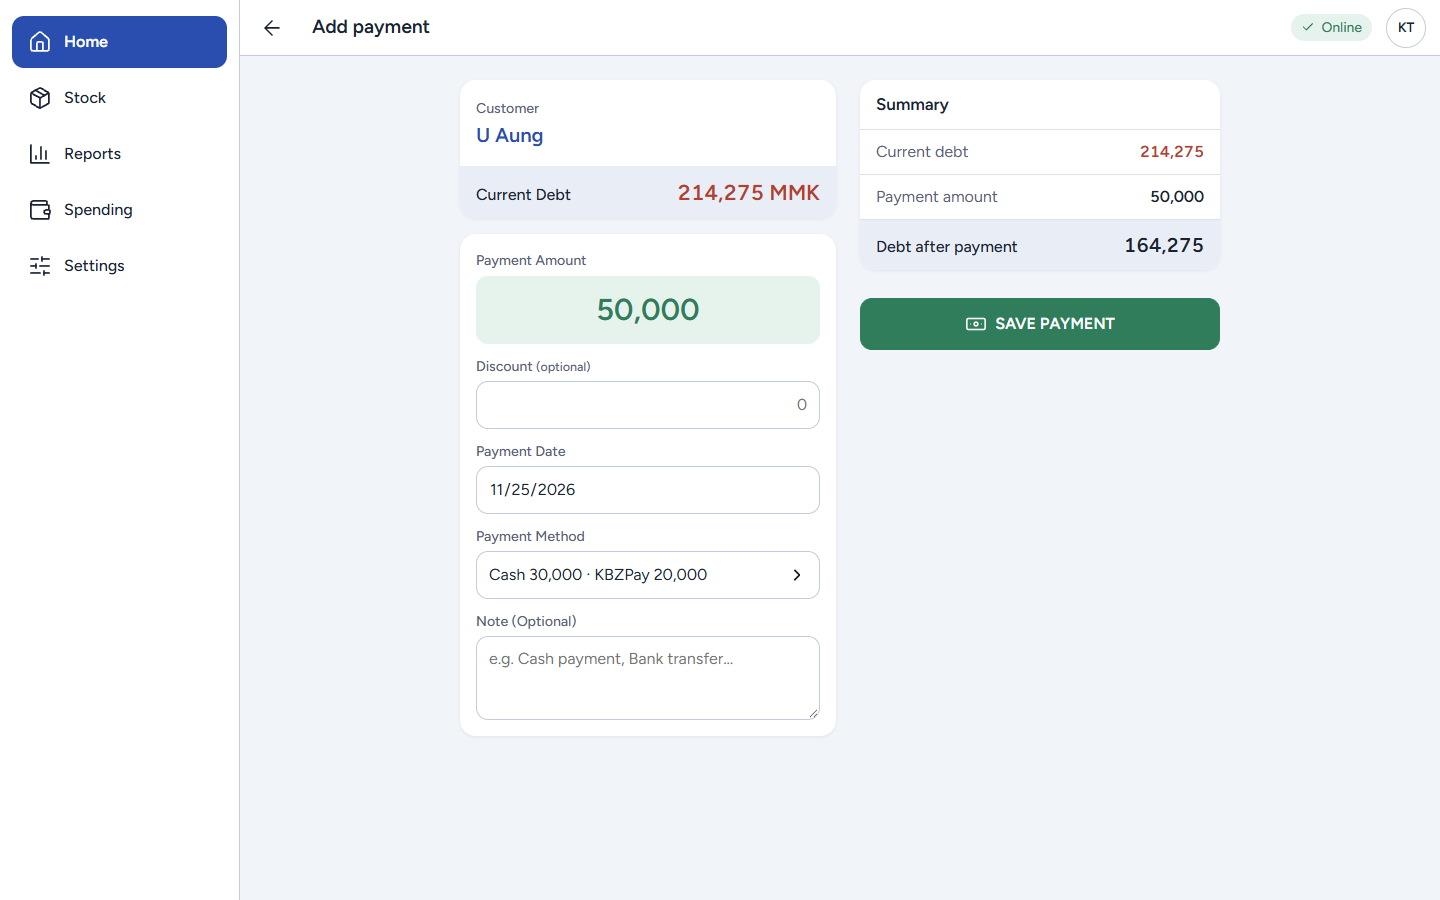 Home
Stock
Reports
Spending
Settings
Add payment
Online
KT
Customer
U Aung
Current Debt 214,275 MMK
Payment Amount
50,000
Discount (optional)
0
Payment Date
11/25/2026
Payment Method
Cash 30,000 · KBZPay 20,000
Note (Optional)
e.g. Cash payment, Bank transfer...
Summary
Current debt 214,275
Payment amount 50,000
Debt after payment 164,275
SAVE PAYMENT